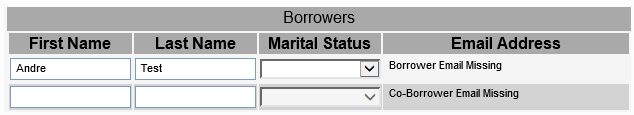 Borrowers
First Name Last Name Marital Status Email Address
Andre Test Borrower Email Missing
Co-Borrower Email Missing